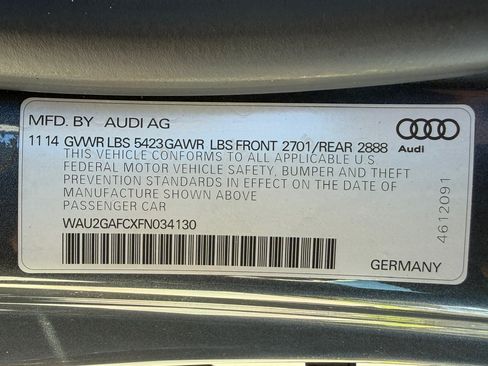 MFD. BY AUDI AG
Audi
11 14 GVWR LBS 5423 GAWR LBS FRONT 2701/REAR 2888
THIS VEHICLE CONFORMS TO ALL APPLICABLE U.S
FEDERAL MOTOR VEHICLE SAFETY, BUMPER AND THEFT
PREVENTION STANDARDS IN EFFECT ON THE DATE OF
MANUFACTURE SHOWN ABOVE
PASSENGER CAR
WAU2GAFCXFN034130
4612091
GERMANY